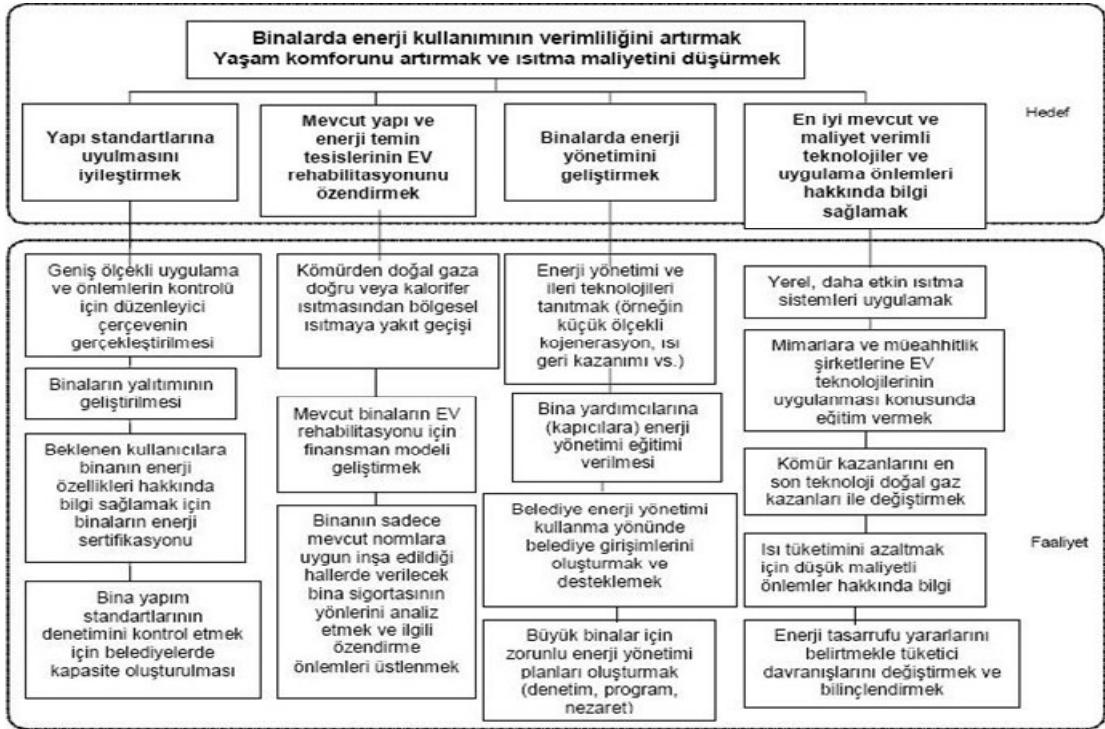 Binalarda enerji kullanımının verimliliğini artırmak
Yaşam komforunu artırmak ve ısıtma maliyetini düşürmek
Hedef
Yapı standartlarına
uyulmasını
iyileştirmek
Mevcut yapı ve
enerji temin
tesislerinin EV
rehabilitasyonunu
özendirmek
Binalarda enerji
yönetimini
geliştirmek
En iyi mevcut ve
maliyet verimli
teknolojiler ve
uygulama önlemleri
hakkında bilgi
sağlamak
Geniş ölçekli uygulama
ve önlemlerin kontrolü
için düzenleyici
çerçevenin
gerçekleştirilmesi
Binaların yalıtımının
geliştirilmesi
Beklenen kullanıcılara
binanın enerji
özellikleri hakkında
bilgi sağlamak için
binaların enerji
sertifikasyonu
Bina yapım
standartlarının
denetimini kontrol etmek
için belediyelerde
kapasite oluşturulması
Kömürden doğal gaza
doğru veya kalorifer
ısıtmasından bölgesel
ısıtmaya yakıt geçişi
Mevcut binaların EV
rehabilitasyonu için
finansman modeli
geliştirmek
Binanın sadece
mevcut normlara
uygun inşa edildiği
hallerde verilecek
bina sigortasının
yönlerini analiz
etmek ve ilgili
özendirme
önlemleri üstlenmek
Enerji yönetimi ve
ileri teknolojileri
tanıtmak (örneğin
küçük ölçekli
kojenerasyon, ısı
geri kazanımı vs.)
Bina yardımcılarına
(kapıcılara) enerji
yönetimi eğitimi
verilmesi
Belediye enerji yönetimi
kullanma yönünde
belediye girişimlerini
oluşturmak ve
desteklemek
Büyük binalar için
zorunlu enerji yönetimi
planları oluşturmak
(denetim, program,
nezaret)
Yerel, daha etkin ısıtma
sistemleri uygulamak
Mimarlara ve müeahhitlik
şirketlerine EV
teknolojilerinin
uygulanması konusunda
eğitim vermek
Kömür kazanlarını en
son teknoloji doğal gaz
kazanları ile değiştirmek
Isı tüketimini azaltmak
için düşük maliyetli
önlemler hakkında bilgi
Enerji tasarrufu yararlarını
belirtmekle tüketici
davranışlarını değiştirmek ve
bilinçlendirmek
Faaliyet